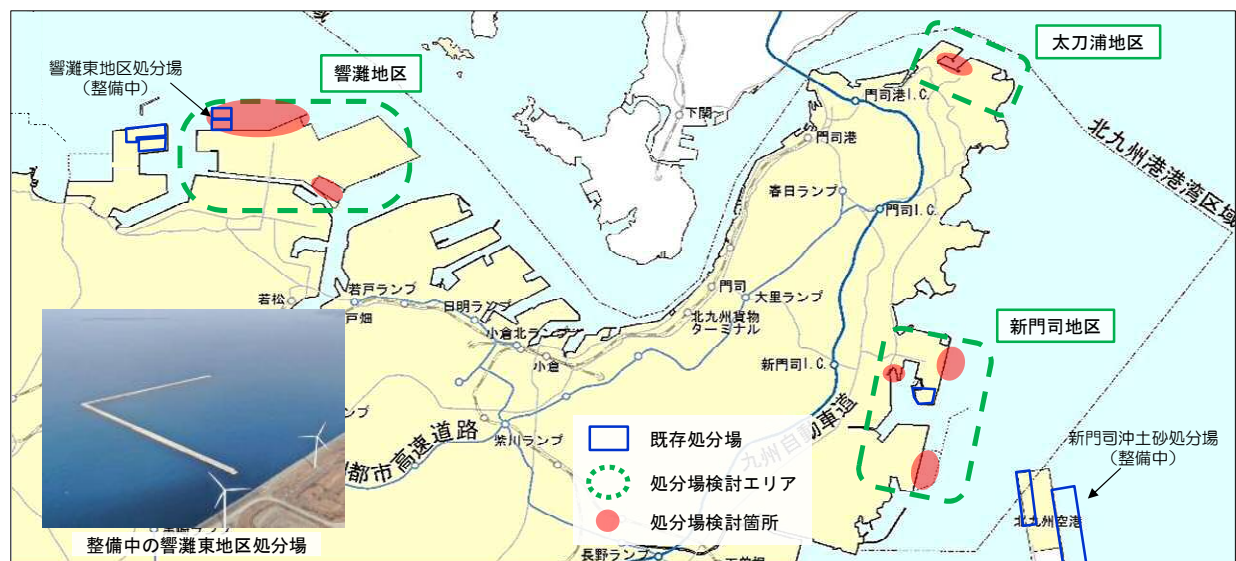 響灘東地区処分場
（整備中）
響灘地区
太刀浦地区
門司港I.C.
下関
門司港
北九州港港湾区域
春日ランプ
門司I.C.
若松
若戸ランプ
戸畑
日明ランプ
小倉北ランプ
小倉
門司
大里ランプ
北九州貨物
ターミナル
新門司地区
新門司I.C.
紫川ランプ
都市高速道路
九州自動車道
既存処分場
処分場検討エリア
処分場検討箇所
新門司沖土砂処分場
（整備中）
北九州空港
長野ランプ
整備中の響灘東地区処分場